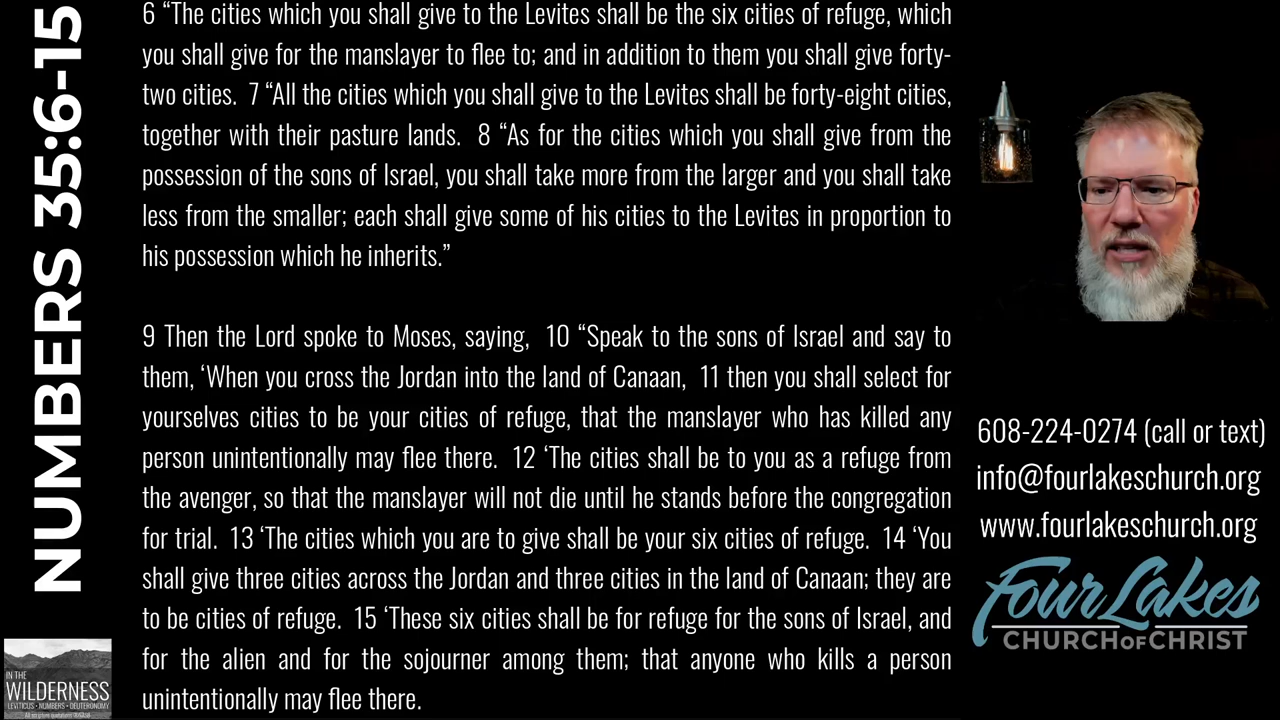 NUMBERS 35:6-15
6 “The cities which you shall give to the Levites shall be the six cities of refuge, which
you shall give for the manslayer to flee to; and in addition to them you shall give forty-
two cities.  7 “All the cities which you shall give to the Levites shall be forty-eight cities,
together with their pasture lands.  8 “As for the cities which you shall give from the
possession of the sons of Israel, you shall take more from the larger and you shall take
less from the smaller; each shall give some of his cities to the Levites in proportion to
his possession which he inherits.”
9 Then the Lord spoke to Moses, saying,  10 “Speak to the sons of Israel and say to
them, ‘When you cross the Jordan into the land of Canaan,  11 then you shall select for
yourselves cities to be your cities of refuge, that the manslayer who has killed any
person unintentionally may flee there.  12 ‘The cities shall be to you as a refuge from
the avenger, so that the manslayer will not die until he stands before the congregation
for trial.  13 ‘The cities which you are to give shall be your six cities of refuge.  14 ‘You
shall give three cities across the Jordan and three cities in the land of Canaan; they are
to be cities of refuge.  15 ‘These six cities shall be for refuge for the sons of Israel, and
for the alien and for the sojourner among them; that anyone who kills a person
unintentionally may flee there.
608-224-0274 (call or text)
info@fourlakeschurch.org
www.fourlakeschurch.org
Four Lakes
CHURCH OF CHRIST
IN THE
WILDERNESS
LEVITICUS • NUMBERS • DEUTERONOMY